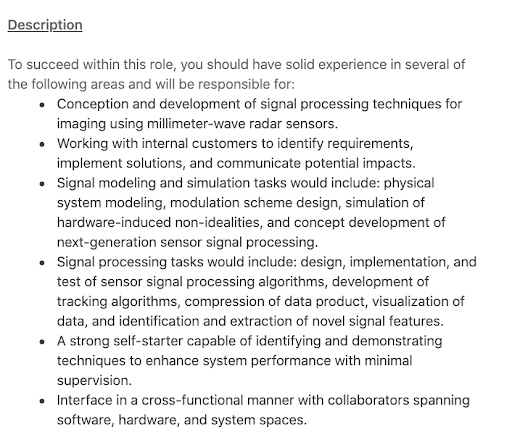 Description
To succeed within this role, you should have solid experience in several of
the following areas and will be responsible for:
• Conception and development of signal processing techniques for
imaging using millimeter-wave radar sensors.
• Working with internal customers to identify requirements,
implement solutions, and communicate potential impacts.
• Signal modeling and simulation tasks would include: physical
system modeling, modulation scheme design, simulation of
hardware-induced non-idealities, and concept development of
next-generation sensor signal processing.
• Signal processing tasks would include: design, implementation, and
test of sensor signal processing algorithms, development of
tracking algorithms, compression of data product, visualization of
data, and identification and extraction of novel signal features.
• A strong self-starter capable of identifying and demonstrating
techniques to enhance system performance with minimal
supervision.
• Interface in a cross-functional manner with collaborators spanning
software, hardware, and system spaces.